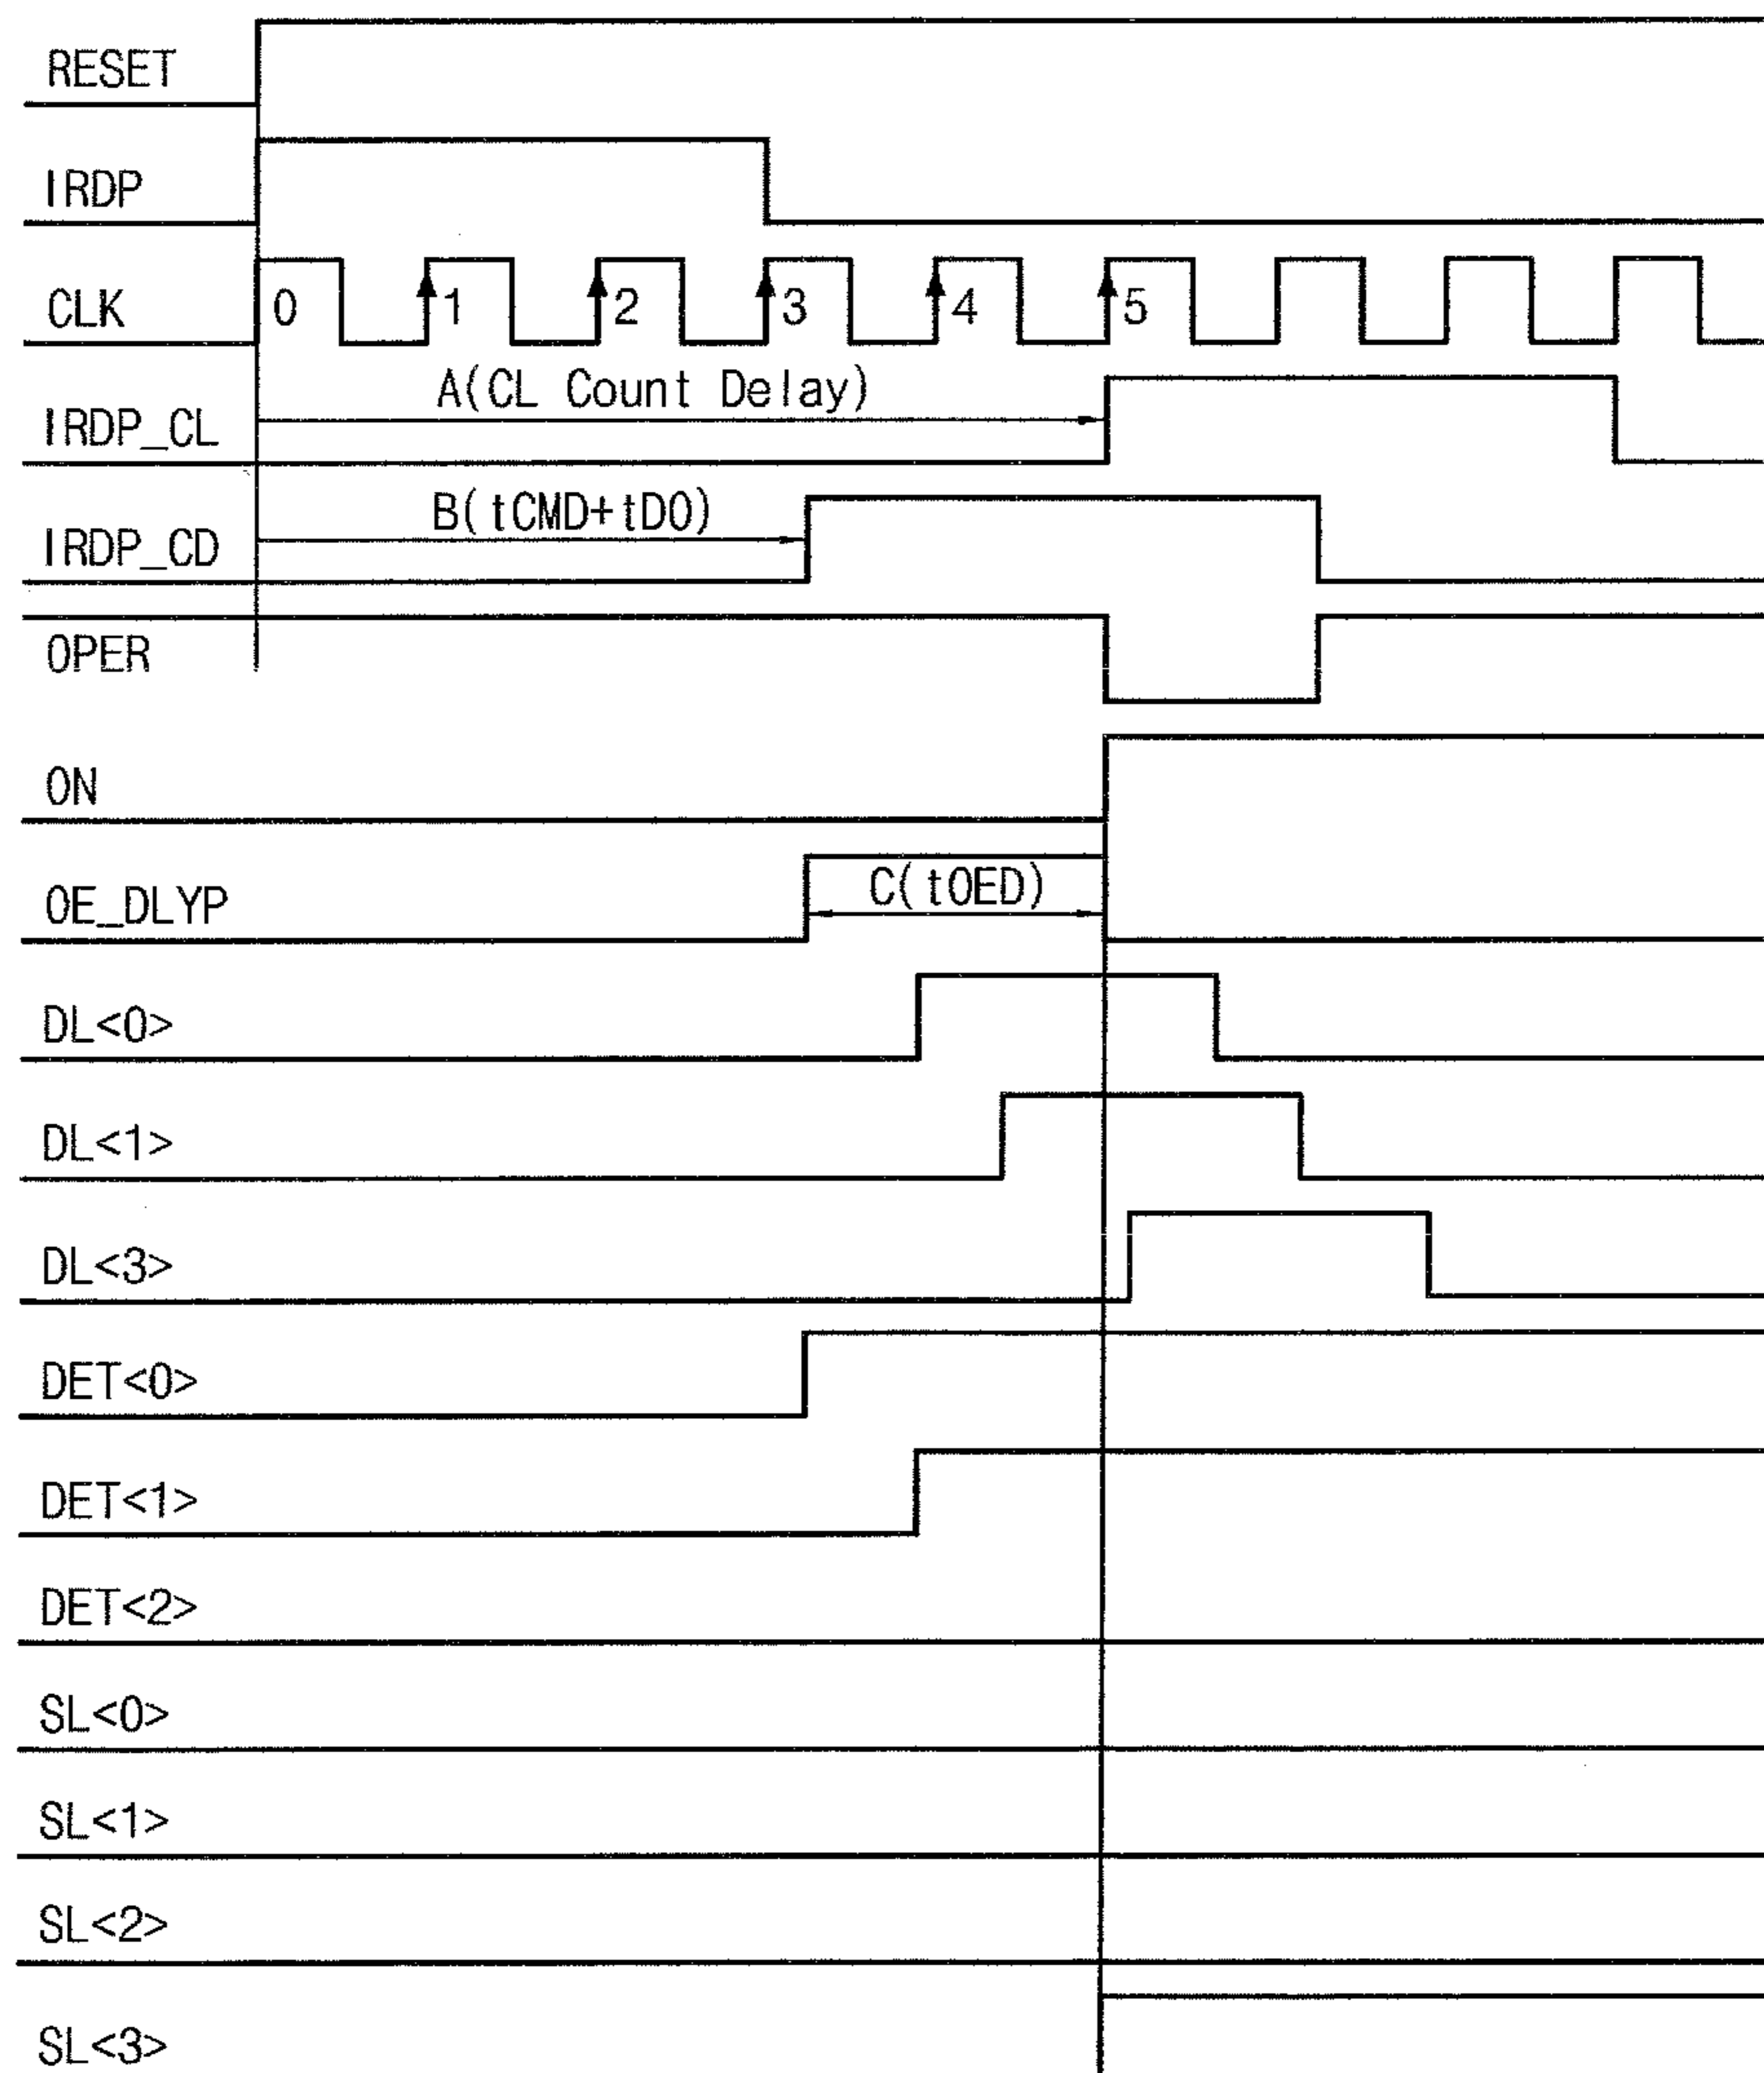 RESET
IRDP
CLK 0 1 2 3 4 5
A(CL Count Delay)
IRDP_CL
B(tCMD+tDO)
IRDP_CD
OPER
ON
C(tOED)
OE_DLYP
DL<0>
DL<1>
DL<3>
DET<0>
DET<1>
DET<2>
SL<0>
SL<1>
SL<2>
SL<3>